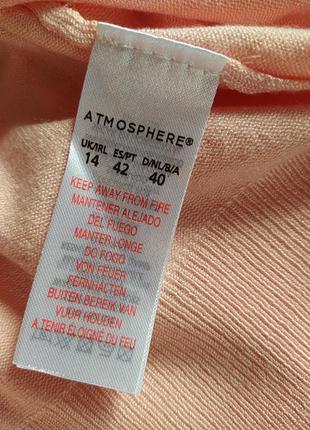 ATMOSPHERE®
UK/IRL ES/PT D/NL/B/A
14 42 40
KEEP AWAY FROM FIRE
MANTENER ALEJADO
DEL FUEGO
MANTER LONGE
DO FOGO
VON FEUER
FERNHALTEN
BUITEN BEREIK VAN
VUUR HOUDEN
A TENIR ÉLOIGNÉ DU FEU